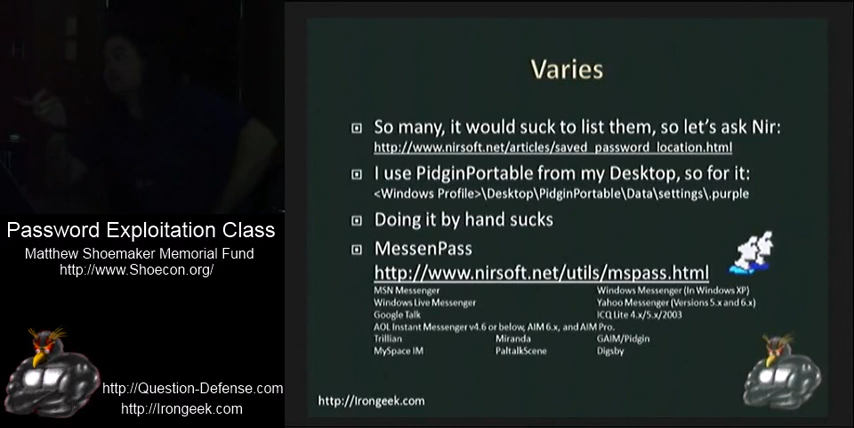 Varies
So many, it would suck to list them, so let's ask Nir:
http://www.nirsoft.net/articles/saved_password_location.html
I use PidginPortable from my Desktop, so for it:
<Windows Profile>\Desktop\PidginPortable\Data\settings\.purple
Doing it by hand sucks
MessenPass
http://www.nirsoft.net/utils/mspass.html
MSN Messenger Windows Messenger (In Windows XP)
Windows Live Messenger Yahoo Messenger (Versions 5.x and 6.x)
Google Talk ICQ Lite 4.x/5.x/2003
AOL Instant Messenger v4.6 or below, AIM 6.x, and AIM Pro.
Trillian Miranda GAIM/Pidgin
MySpace IM PaltalkScene Digsby
http://Irongeek.com
Password Exploitation Class
Matthew Shoemaker Memorial Fund
http://www.Shoecon.org/
http://Question-Defense.com
http://Irongeek.com